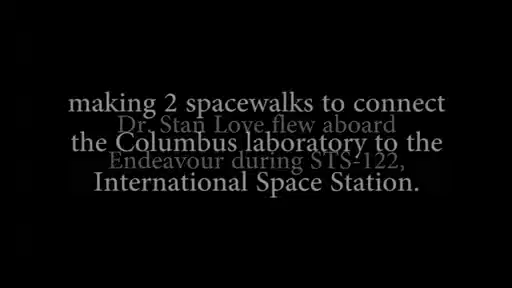 making 2 spacewalks to connect
Dr. Stan Love flew aboard
the Columbus laboratory to the
Endeavour during STS-122,
International Space Station.